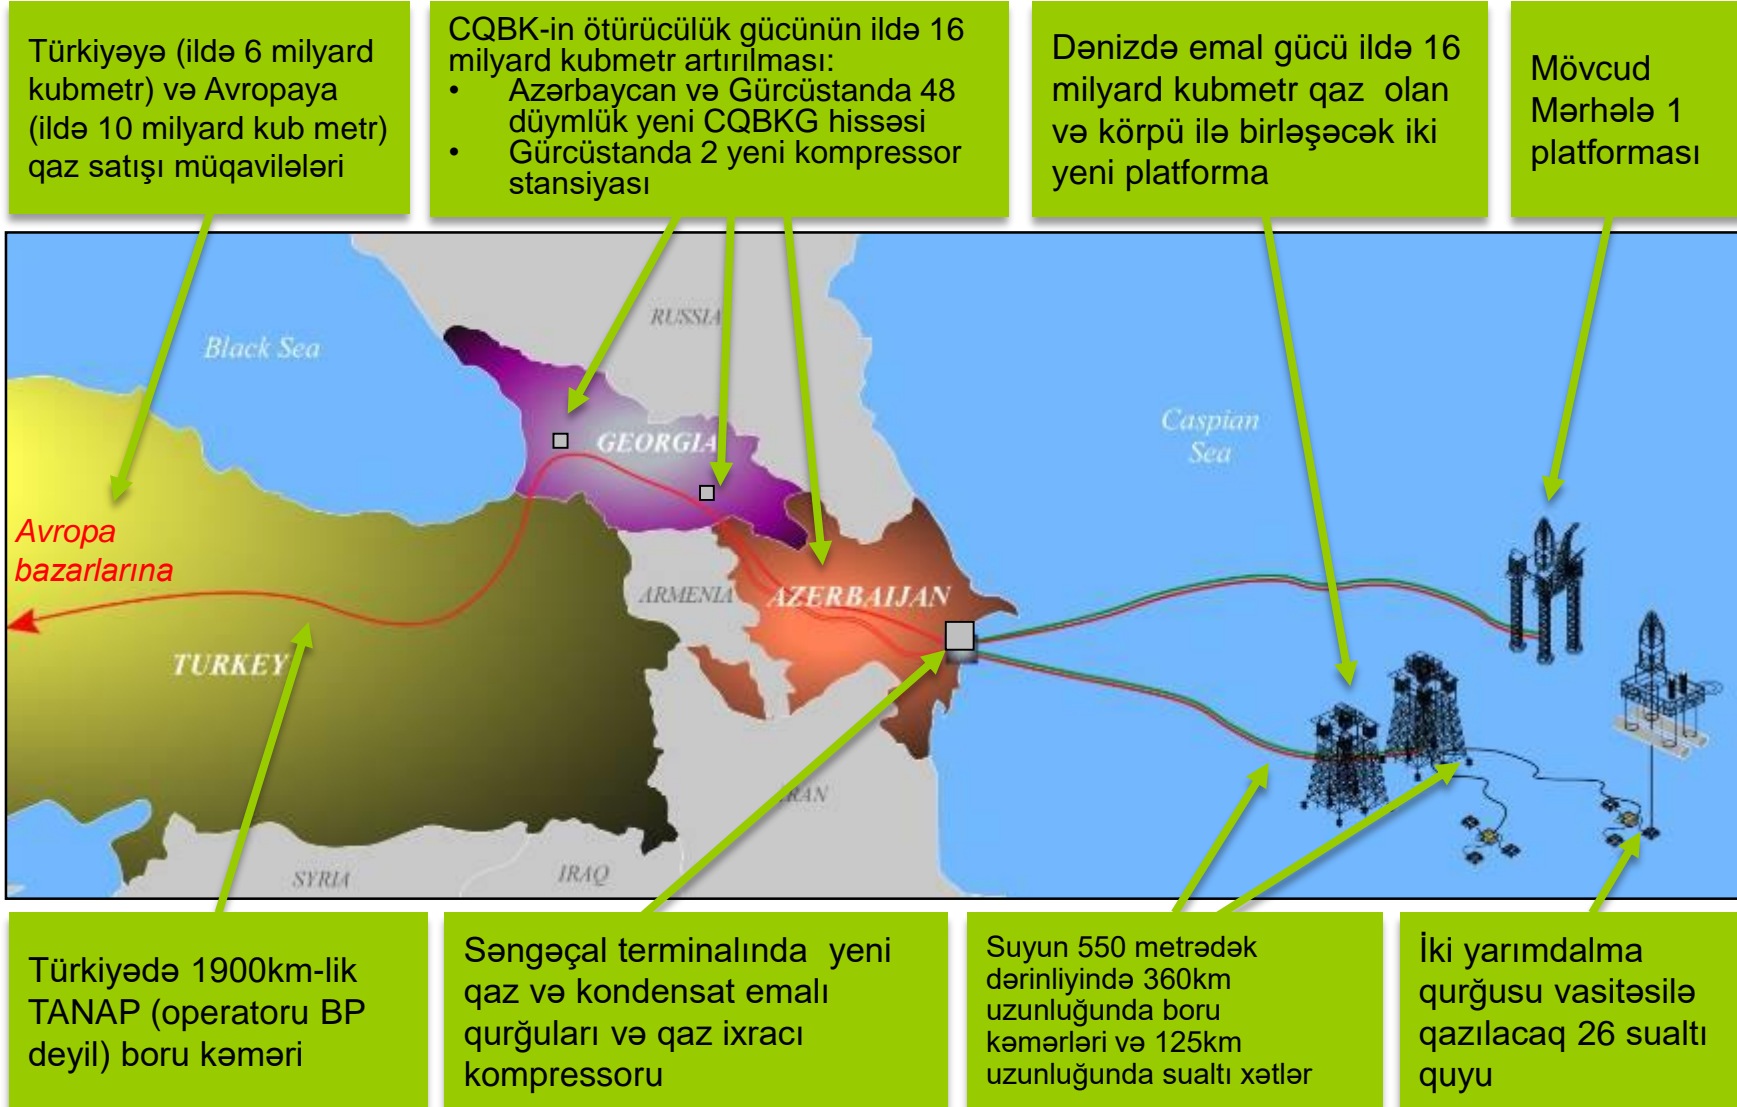 Türkiyəyə (ildə 6 milyard
kubmetr) və Avropaya
(ildə 10 milyard kub metr)
qaz satışı müqavilələri
CQBK-in ötürücülük gücünün ildə 16
milyard kubmetr artırılması:
• Azərbaycan və Gürcüstanda 48
düymlük yeni CQBKG hissəsi
• Gürcüstanda 2 yeni kompressor
stansiyası
Dənizdə emal gücü ildə 16
milyard kubmetr qaz olan
və körpü ilə birləşəcək iki
yeni platforma
Mövcud
Mərhələ 1
platforması
RUSSIA
Black Sea
Caspian
Sea
GEORGIA
Avropa
bazarlarına
ARMENIA
AZERBAIJAN
TURKEY
IRAN
SYRIA
IRAQ
Türkiyədə 1900km-lik
TANAP (operatoru BP
deyil) boru kəməri
Səngəçal terminalında yeni
qaz və kondensat emalı
qurğuları və qaz ixracı
kompressoru
Suyun 550 metrədək
dərinliyində 360km
uzunluğunda boru
kəmərləri və 125km
uzunluğunda sualtı xətlər
İki yarımdalma
qurğusu vasitəsilə
qazılacaq 26 sualtı
quyu